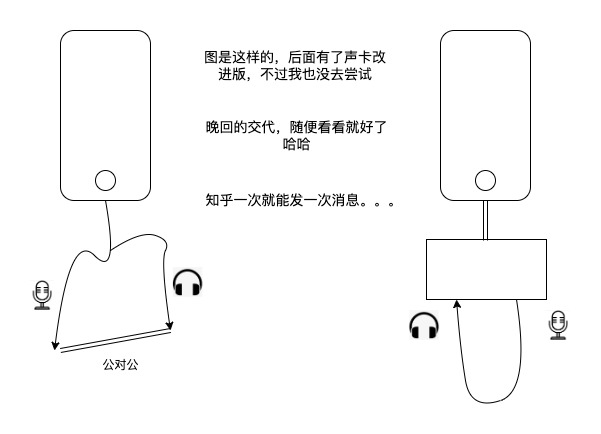 图是这样的，后面有了声卡改
进版，不过我也没去尝试
晚回的交代，随便看看就好了
哈哈
知乎一次就能发一次消息。。。
公对公